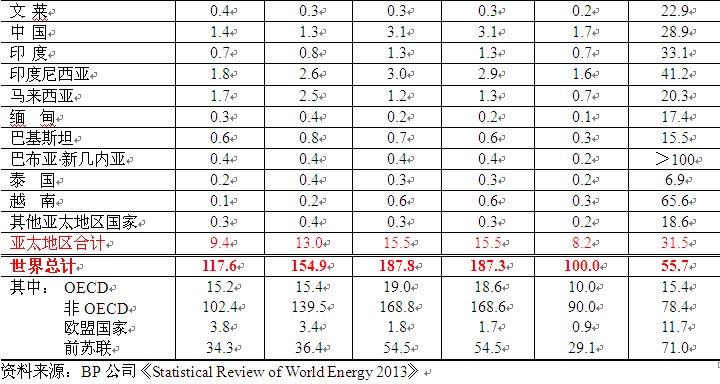 文 莱 0.4 0.3 0.3 0.3 0.2 22.9
中 国 1.4 1.3 3.1 3.1 1.7 28.9
印 度 0.7 0.8 1.3 1.3 0.7 33.1
印度尼西亚 1.8 2.6 3.0 2.9 1.6 41.2
马来西亚 1.7 2.5 1.2 1.3 0.7 20.3
缅 甸 0.3 0.4 0.2 0.2 0.1 17.4
巴基斯坦 0.6 0.8 0.7 0.6 0.3 15.5
巴布亚·新几内亚 0.4 0.4 0.4 0.4 0.2 ＞100
泰 国 0.2 0.4 0.3 0.3 0.2 6.9
越 南 0.1 0.2 0.6 0.6 0.3 65.6
其他亚太地区国家 0.3 0.4 0.3 0.3 0.2 18.6
亚太地区合计 9.4 13.0 15.5 15.5 8.2 31.5
世界总计 117.6 154.9 187.8 187.3 100.0 55.7
其中： OECD 15.2 15.4 19.0 18.6 10.0 15.4
非 OECD 102.4 139.5 168.8 168.6 90.0 78.4
欧盟国家 3.8 3.4 1.8 1.7 0.9 11.7
前苏联 34.3 36.4 54.5 54.5 29.1 71.0
资料来源：BP 公司《Statistical Review of World Energy 2013》